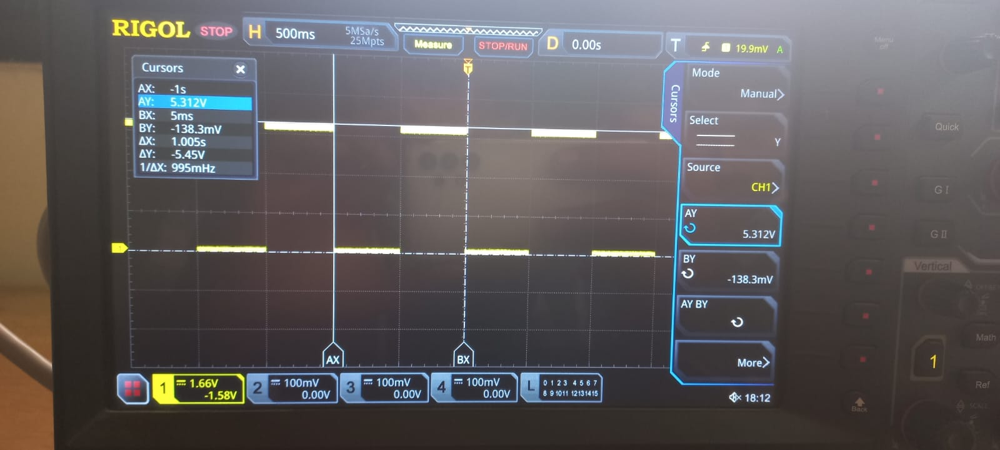 RIGOL STOP H 500ms 5MSa/s 25Mpts Measure STOP/RUN D 0.00s T 19.9mV A
Menu off
Cursors
AX: -1s
AY: 5.312V
BX: 5ms
BY: -138.3mV
ΔX: 1.005s
ΔY: -5.45V
1/ΔX: 995mHz
T
1
AX
BX
Cursors
Mode
Manual
Select
Y
Source
CH1
AY
5.312V
BY
-138.3mV
AY BY
More
1 1.66V
-1.58V
2 100mV
0.00V
3 100mV
0.00V
4 100mV
0.00V
L 0 1 2 3 4 5 6 7
8 9 10 11 12 13 14 15
18:12
Quick
G I
G II
Vertical
OFFSET
Math
1
Ref
SCALE
Back